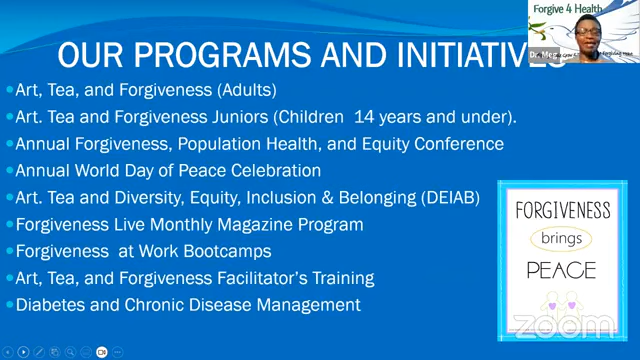 Forgive 4 Health
Dr. Meg
OUR PROGRAMS AND INITIATIVES
Art, Tea, and Forgiveness (Adults)
Art. Tea and Forgiveness Juniors (Children 14 years and under).
Annual Forgiveness, Population Health, and Equity Conference
Annual World Day of Peace Celebration
Art. Tea and Diversity, Equity, Inclusion & Belonging (DEIAB)
Forgiveness Live Monthly Magazine Program
Forgiveness at Work Bootcamps
Art, Tea, and Forgiveness Facilitator's Training
Diabetes and Chronic Disease Management
FORGIVENESS
brings
PEACE
zoom